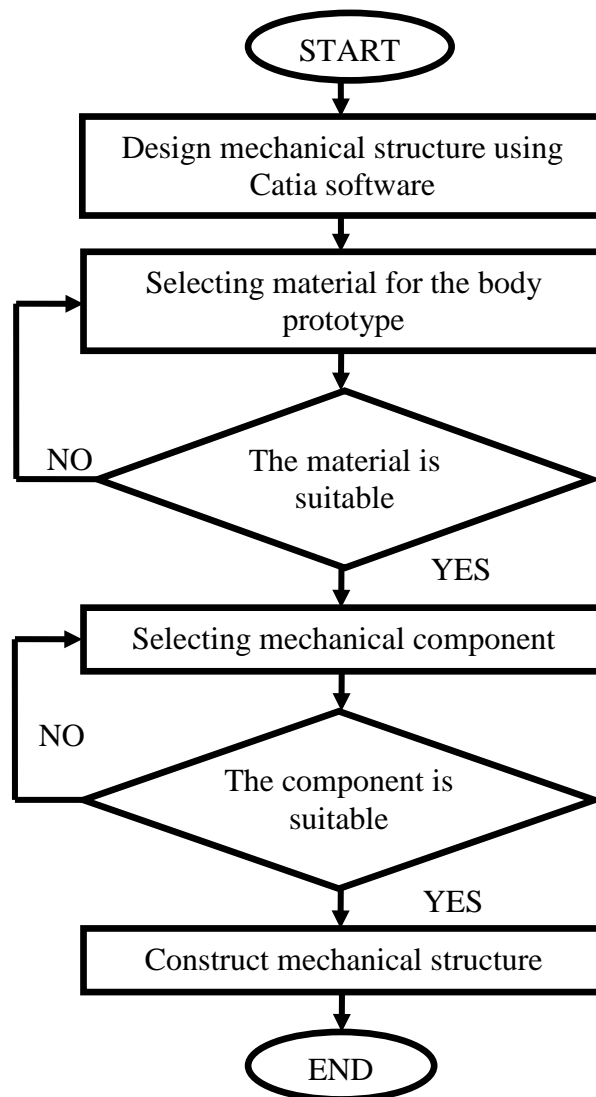 START
Design mechanical structure using
Catia software
Selecting material for the body
prototype
NO
The material is
suitable
YES
Selecting mechanical component
NO
The component is
suitable
YES
Construct mechanical structure
END